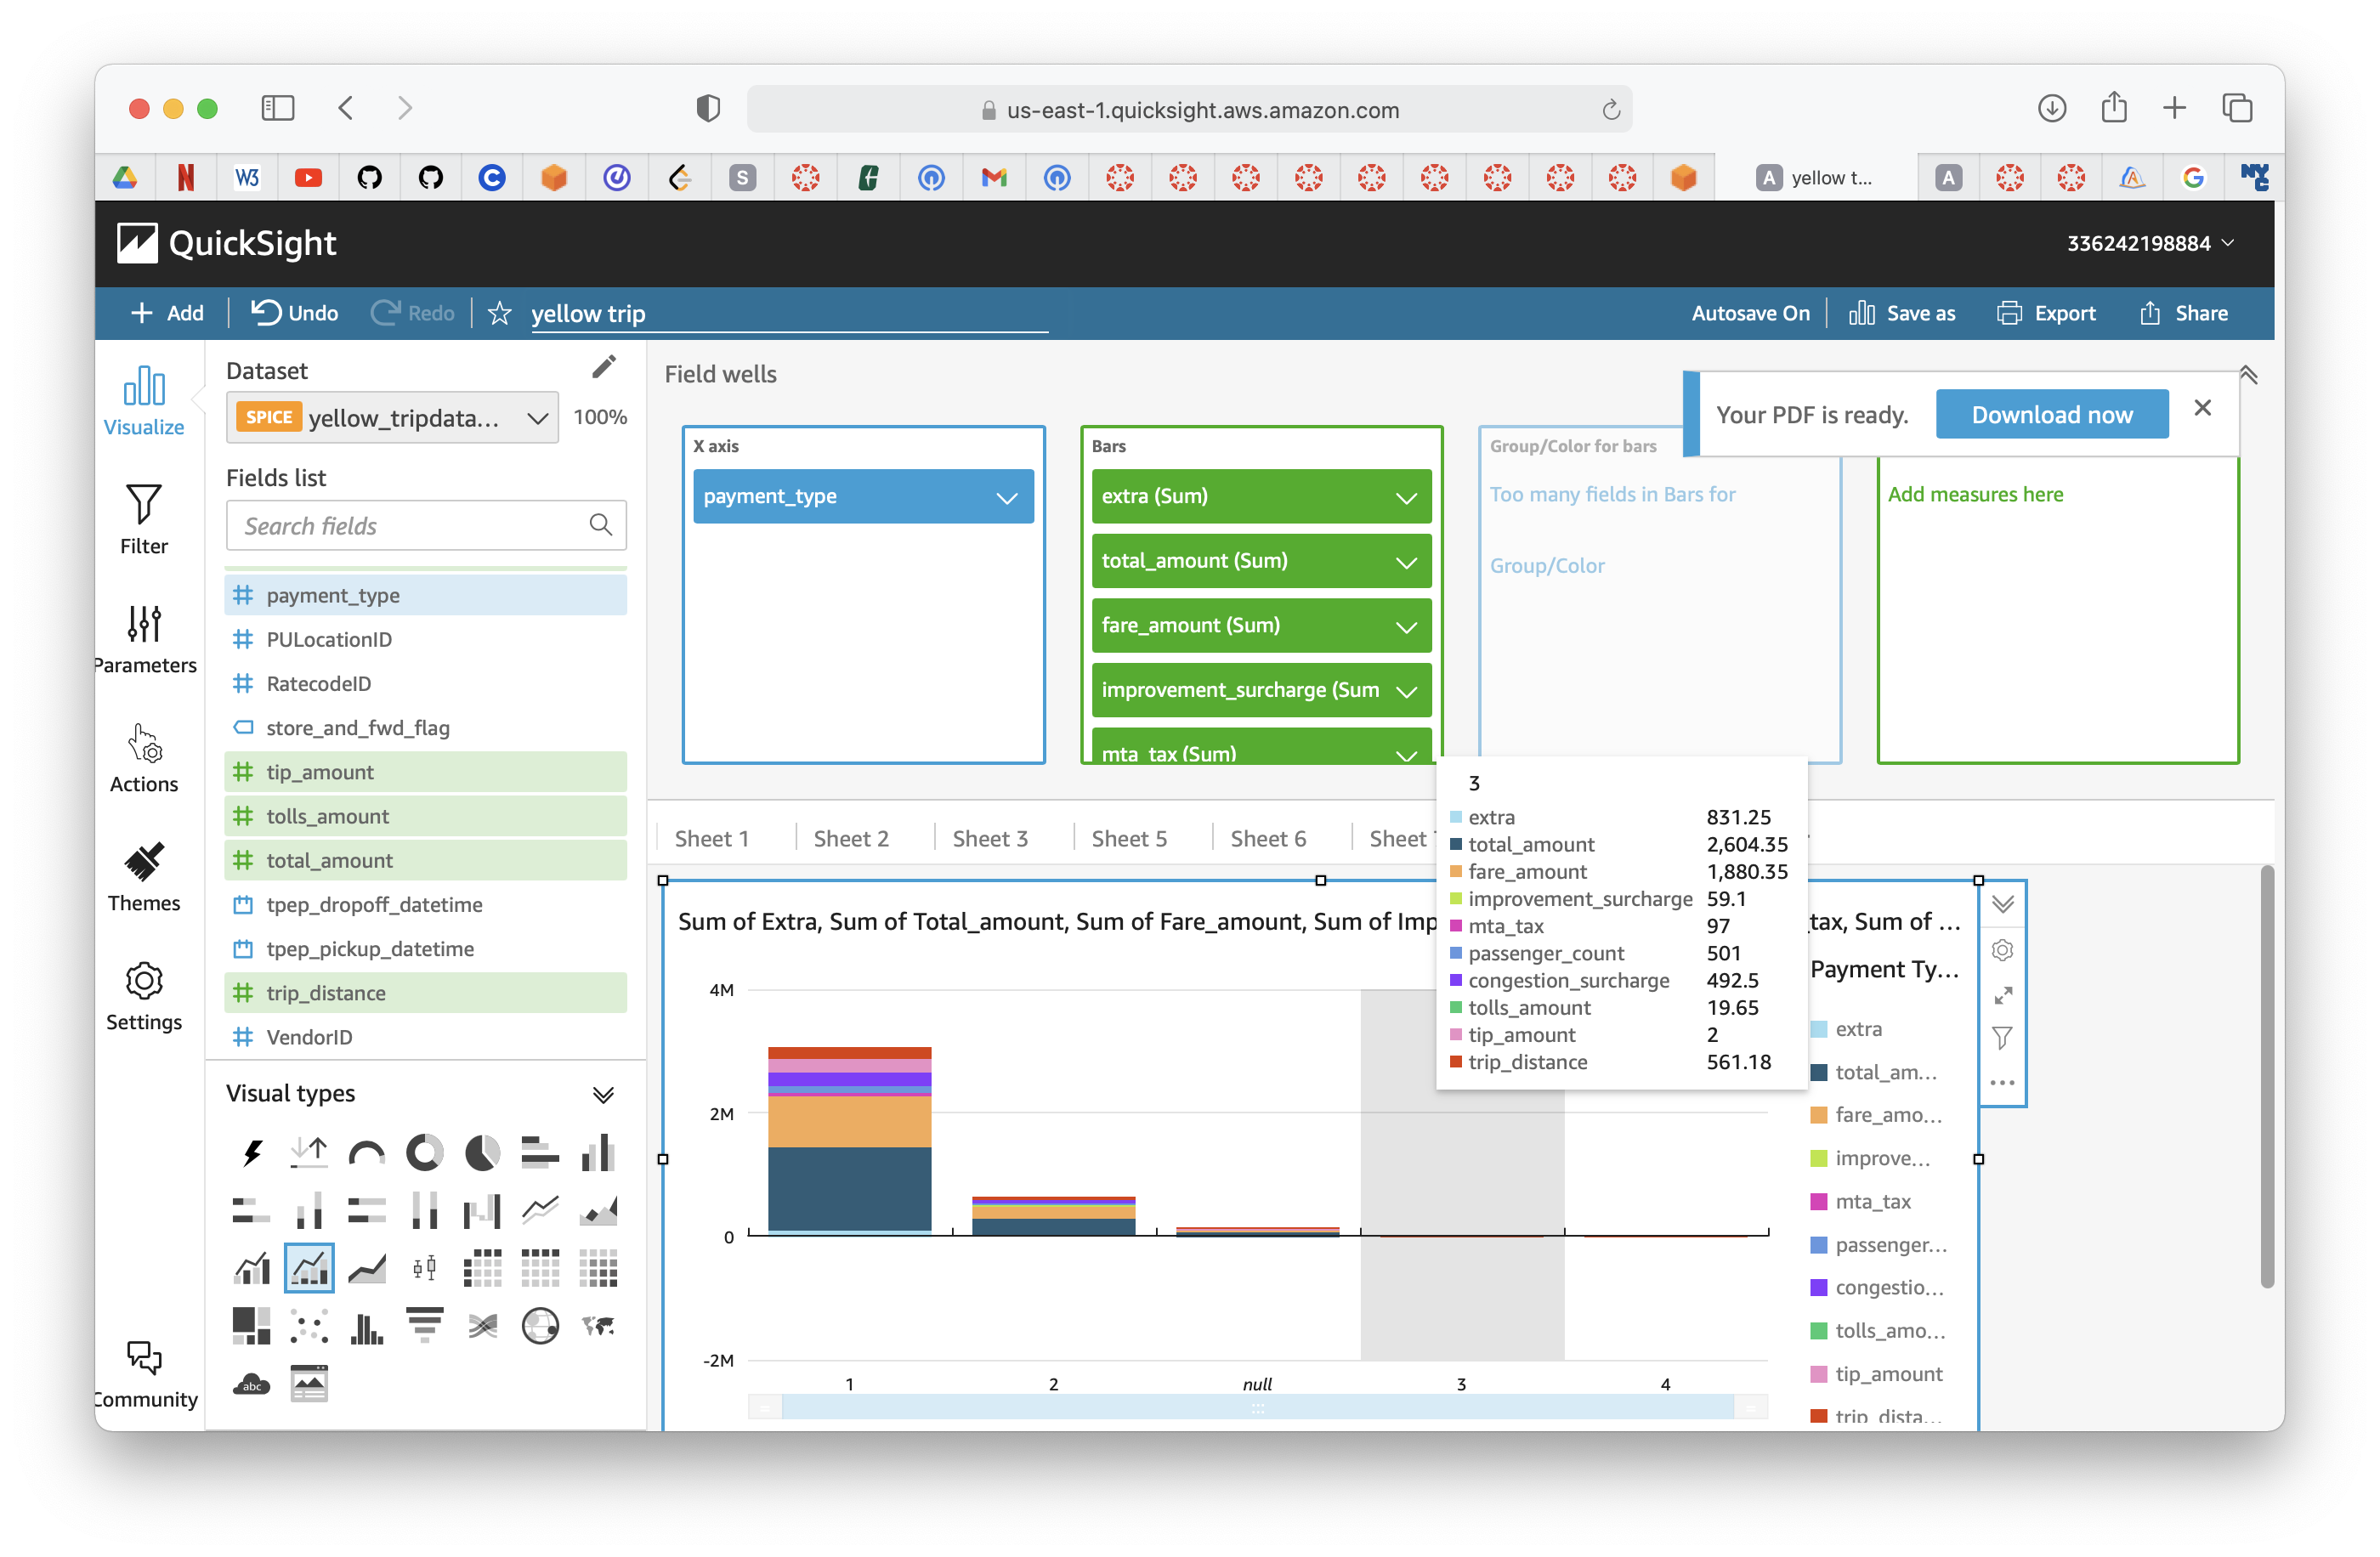 us-east-1.quicksight.aws.amazon.com
W3
S
A yellow t...
A
NYC
QuickSight
336242198884
Add
Undo
Redo
yellow trip
Autosave On
Save as
Export
Share
Visualize
Filter
Parameters
Actions
Themes
Settings
Community
Dataset
SPICE yellow_tripdata... 100%
Fields list
Search fields
payment_type
PULocationID
RatecodeID
store_and_fwd_flag
tip_amount
tolls_amount
total_amount
tpep_dropoff_datetime
tpep_pickup_datetime
trip_distance
VendorID
Visual types
abc
Field wells
Your PDF is ready. Download now
X axis
payment_type
Bars
extra (Sum)
total_amount (Sum)
fare_amount (Sum)
improvement_surcharge (Sum
mta_tax (Sum)
Group/Color for bars
Too many fields in Bars for
Group/Color
Add measures here
Sheet 1
Sheet 2
Sheet 3
Sheet 5
Sheet 6
Sheet
3
extra 831.25
total_amount 2,604.35
fare_amount 1,880.35
improvement_surcharge 59.1
mta_tax 97
passenger_count 501
congestion_surcharge 492.5
tolls_amount 19.65
tip_amount 2
trip_distance 561.18
Sum of Extra, Sum of Total_amount, Sum of Fare_amount, Sum of Imp
tax, Sum of ...
4M
2M
0
-2M
1
2
null
3
4
Payment Ty...
extra
total_am...
fare_amo...
improve...
mta_tax
passenger...
congestio...
tolls_amo...
tip_amount
trip_dista...